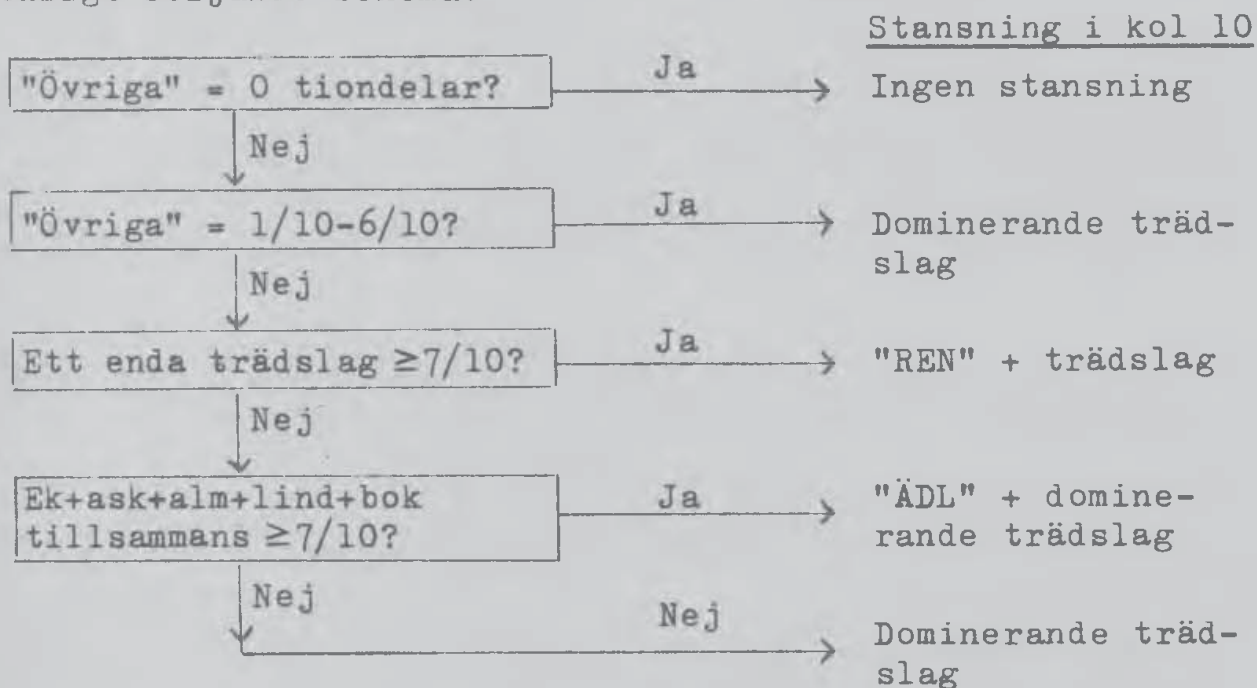 Stansning i kol 10
"Övriga" = 0 tiondelar? Ja Ingen stansning
Nej
"Övriga" = 1/10-6/10? Ja Dominerande träd-
slag
Nej
Ett enda trädslag ≥7/10? Ja "REN" + trädslag
Nej
Ek+ask+alm+lind+bok Ja "ÄDL" + domine-
tillsammans ≥7/10? rande trädslag
Nej Nej Dominerande träd-
slag